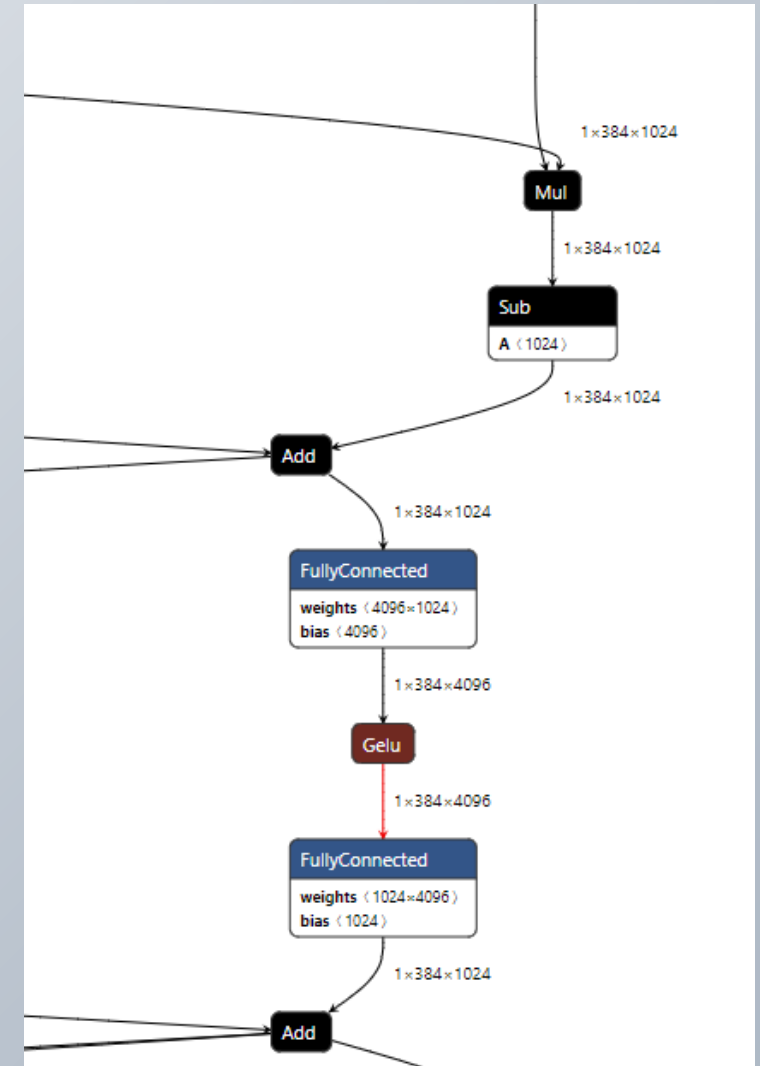 1×384×1024
Mul
1×384×1024
Sub
A 〈1024〉
1×384×1024
Add
1×384×1024
FullyConnected
weights 〈4096×1024〉
bias 〈4096〉
1×384×4096
Gelu
1×384×4096
FullyConnected
weights 〈1024×4096〉
bias 〈1024〉
1×384×1024
Add